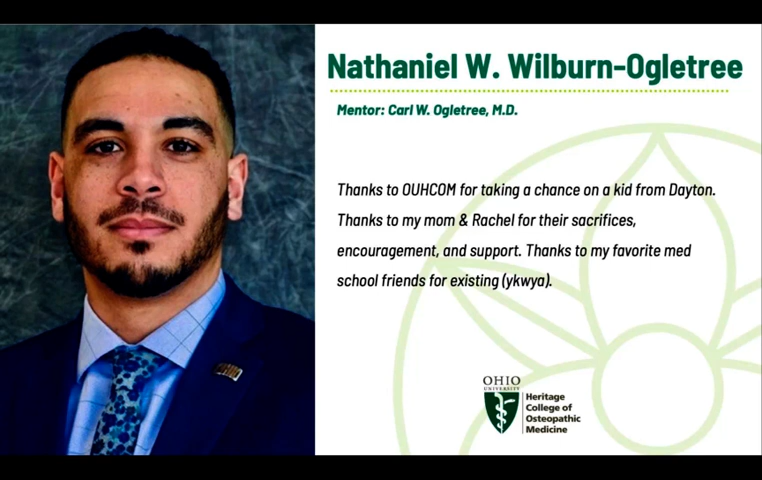 Nathaniel W. Wilburn-Ogletree
Mentor: Carl W. Ogletree, M.D.
Thanks to OUHCOM for taking a chance on a kid from Dayton.
Thanks to my mom & Rachel for their sacrifices,
encouragement, and support. Thanks to my favorite med
school friends for existing (ykwya).
OHIO
UNIVERSITY
Heritage
College of
Osteopathic
Medicine
OHIO